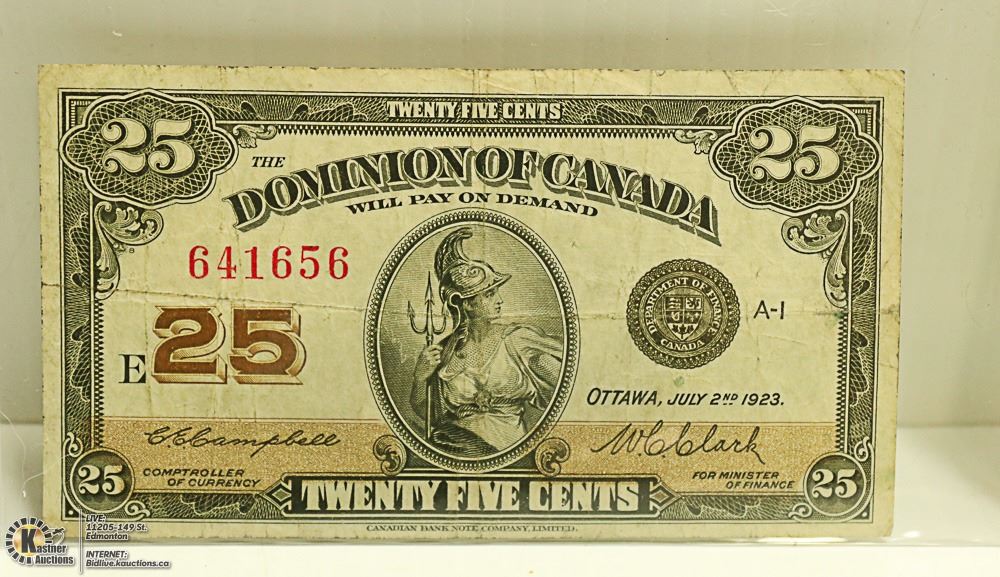 TWENTY FIVE CENTS
25
25
THE
DOMINION OF CANADA
WILL PAY ON DEMAND
641656
DEPARTMENT OF FINANCE
CANADA
A-1
E
25
OTTAWA, JULY 2ND 1923.
C.E. Campbell
W.C. Clark
COMPTROLLER
OF CURRENCY
FOR MINISTER
OF FINANCE
25
25
TWENTY FIVE CENTS
CANADIAN BANK NOTE COMPANY, LIMITED.
Kastner
Auctions
LIVE:
11205-149 St.
Edmonton
INTERNET:
Bidlive.kauctions.ca